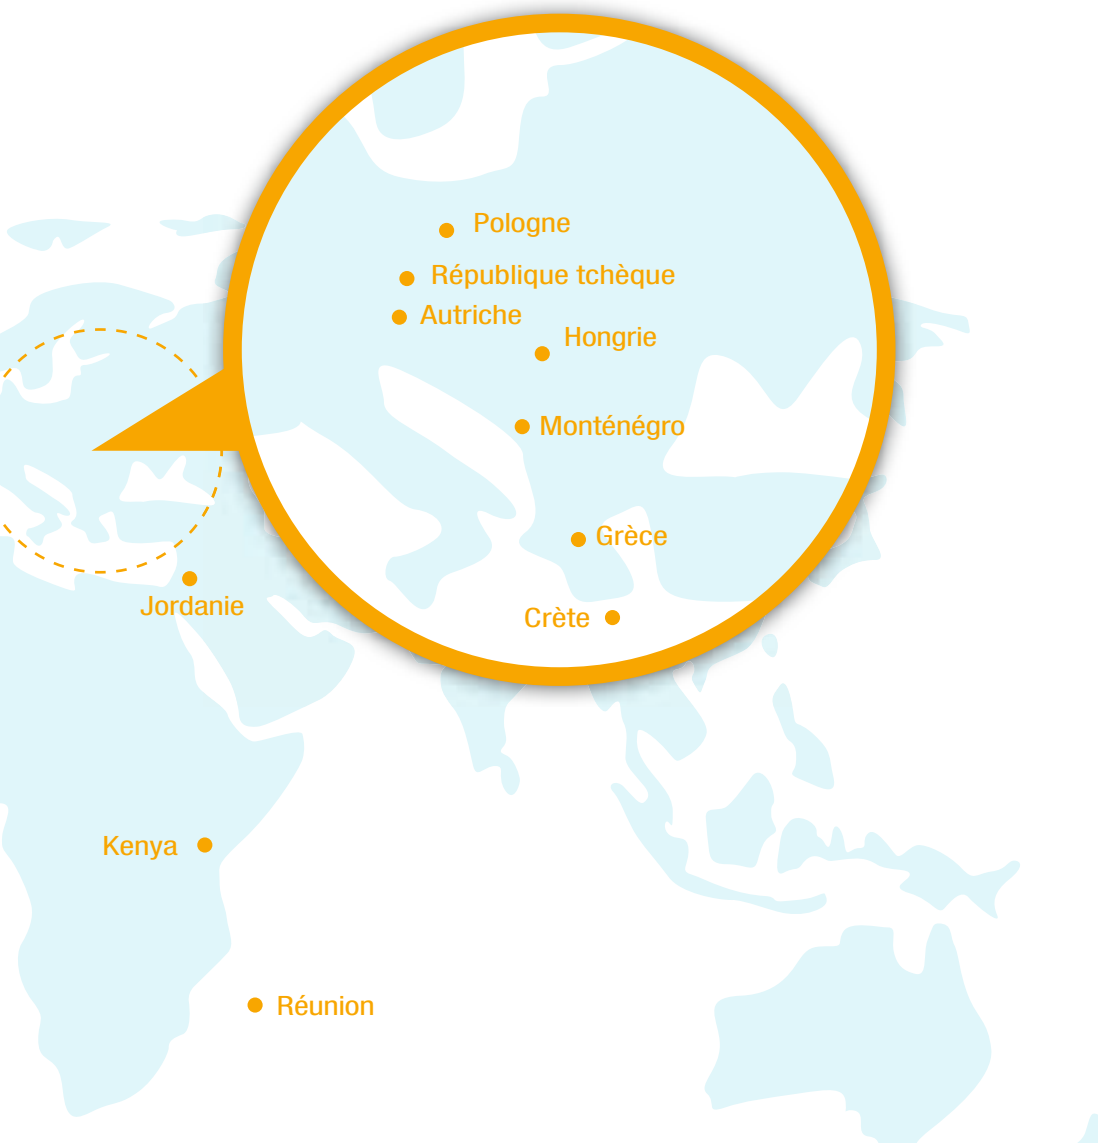 Pologne
République tchèque
Autriche
Hongrie
Monténégro
Grèce
Crète
Jordanie
Kenya
Réunion